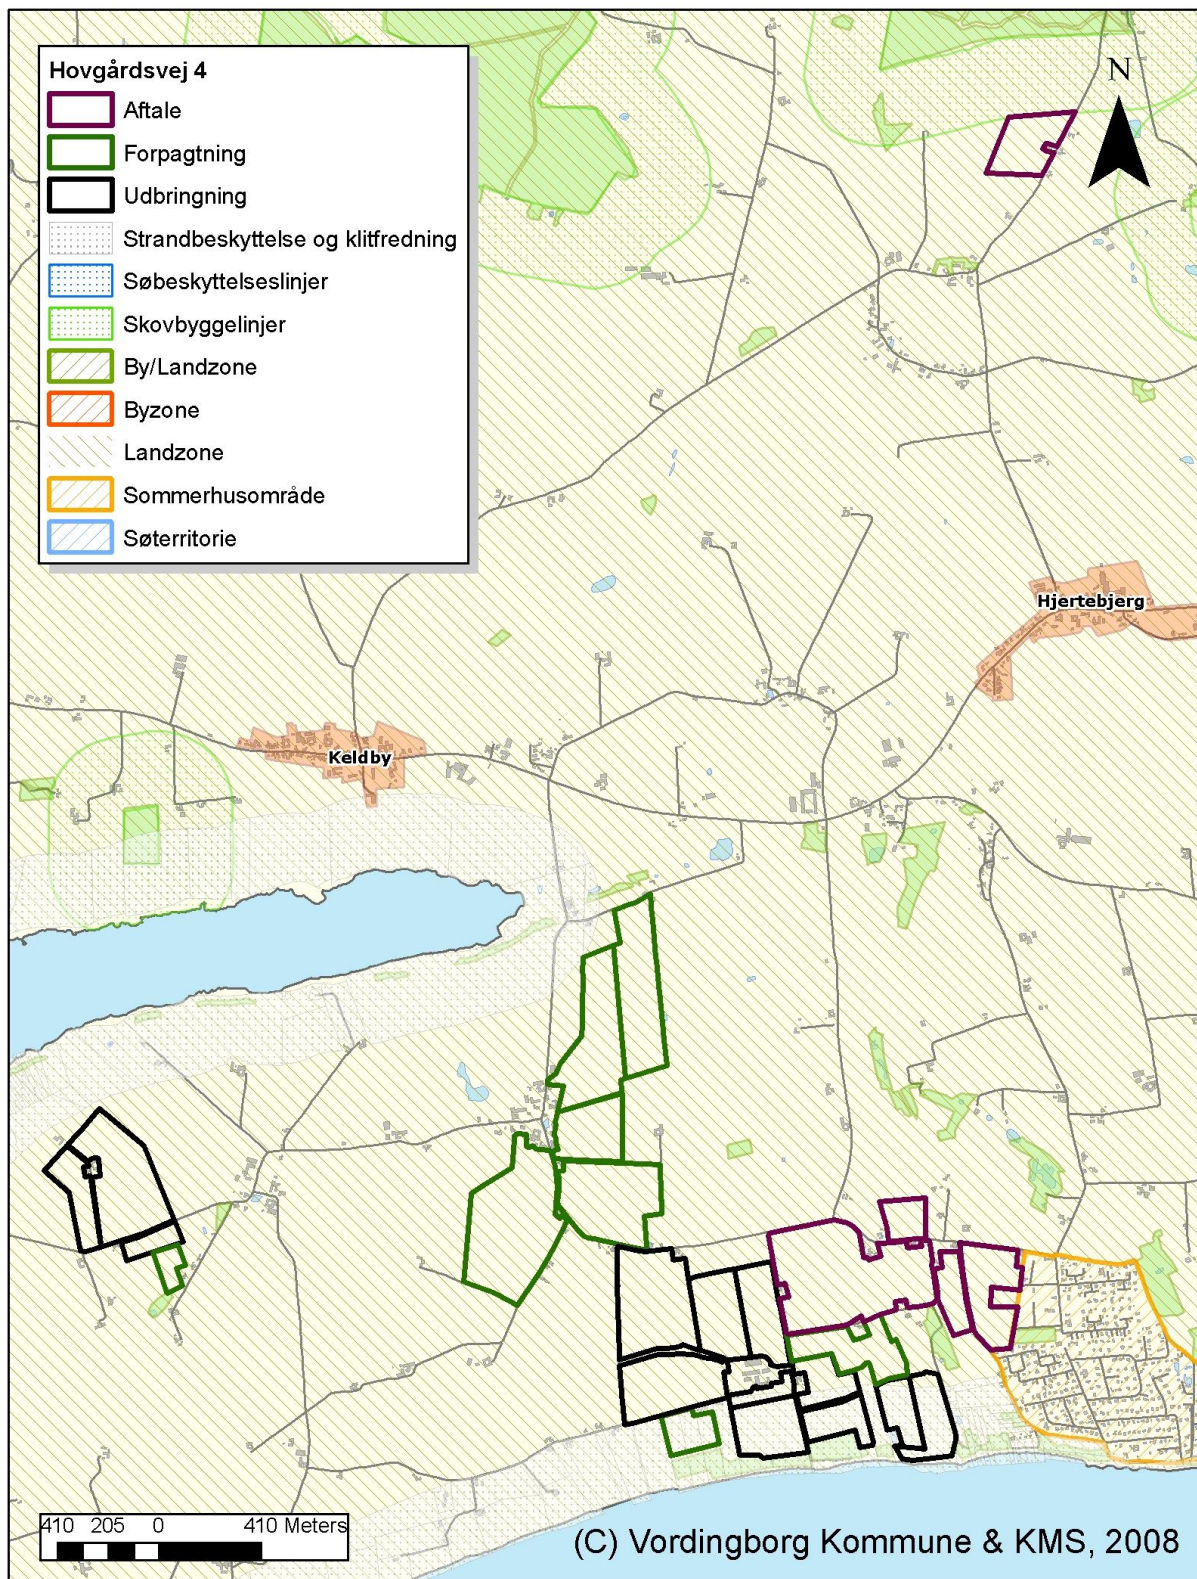 Hovgårdsvej 4
Aftale
Forpagtning
Udbringning
Strandbeskyttelse og klitfredning
Søbeskyttelseslinjer
Skovbyggelinjer
By/Landzone
Byzone
Landzone
Sommerhusområde
Søterritorie
N
Hjertebjerg
Keldby
410 205 0 410 Meters
(C) Vordingborg Kommune & KMS, 2008